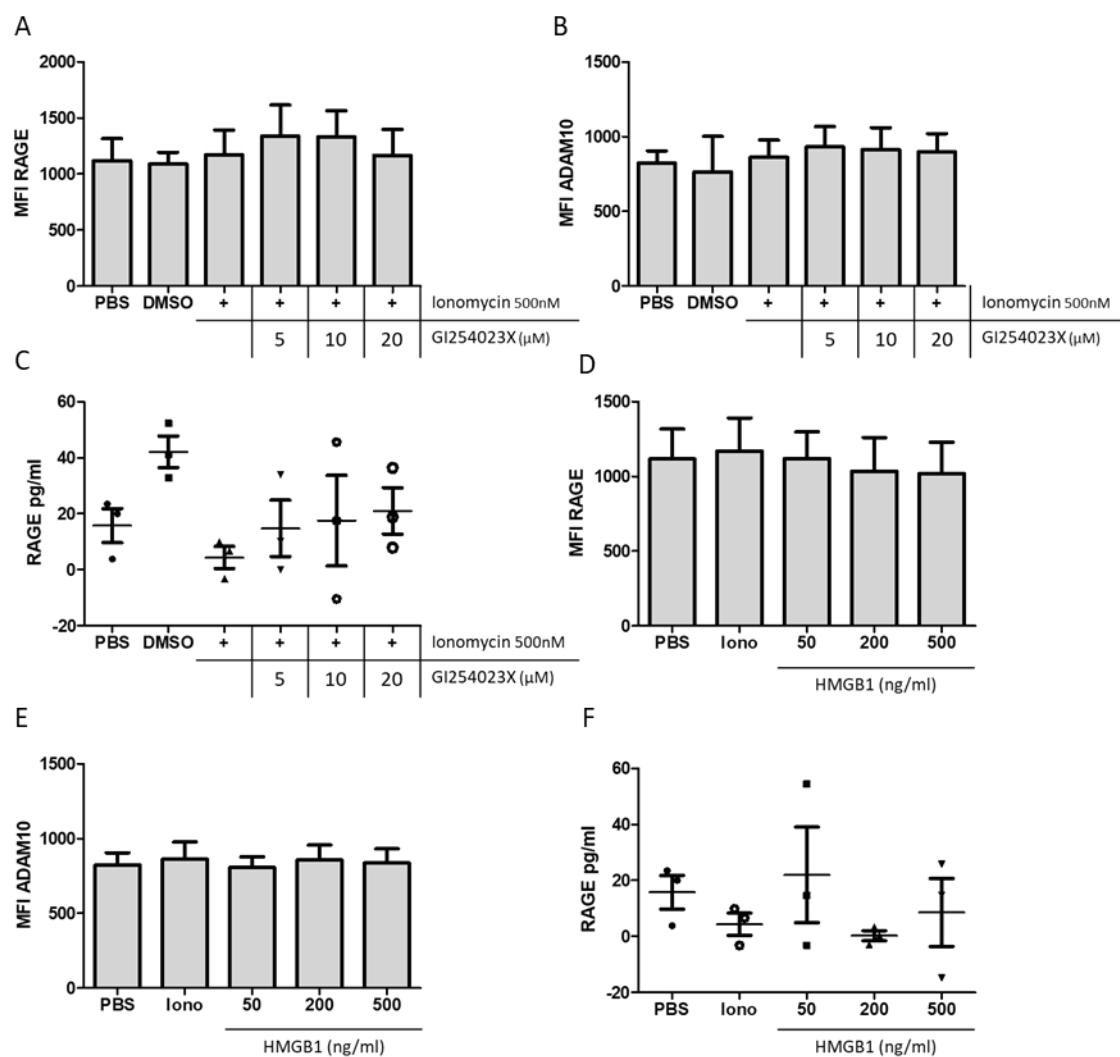 A
MFI RAGE
2000
1500
1000
500
0
PBS DMSO + + + + Ionomycin 500nM
5 10 20 GI254023X (μM)
B
MFI ADAM10
1500
1000
500
0
PBS DMSO + + + + Ionomycin 500nM
5 10 20 GI254023X (μM)
C
RAGE pg/ml
60
40
20
0
-20
PBS DMSO + + + + Ionomycin 500nM
5 10 20 GI254023X (μM)
D
MFI RAGE
1500
1000
500
0
PBS Iono 50 200 500
HMGB1 (ng/ml)
E
MFI ADAM10
1500
1000
500
0
PBS Iono 50 200 500
HMGB1 (ng/ml)
F
RAGE pg/ml
60
40
20
0
-20
PBS Iono 50 200 500
HMGB1 (ng/ml)